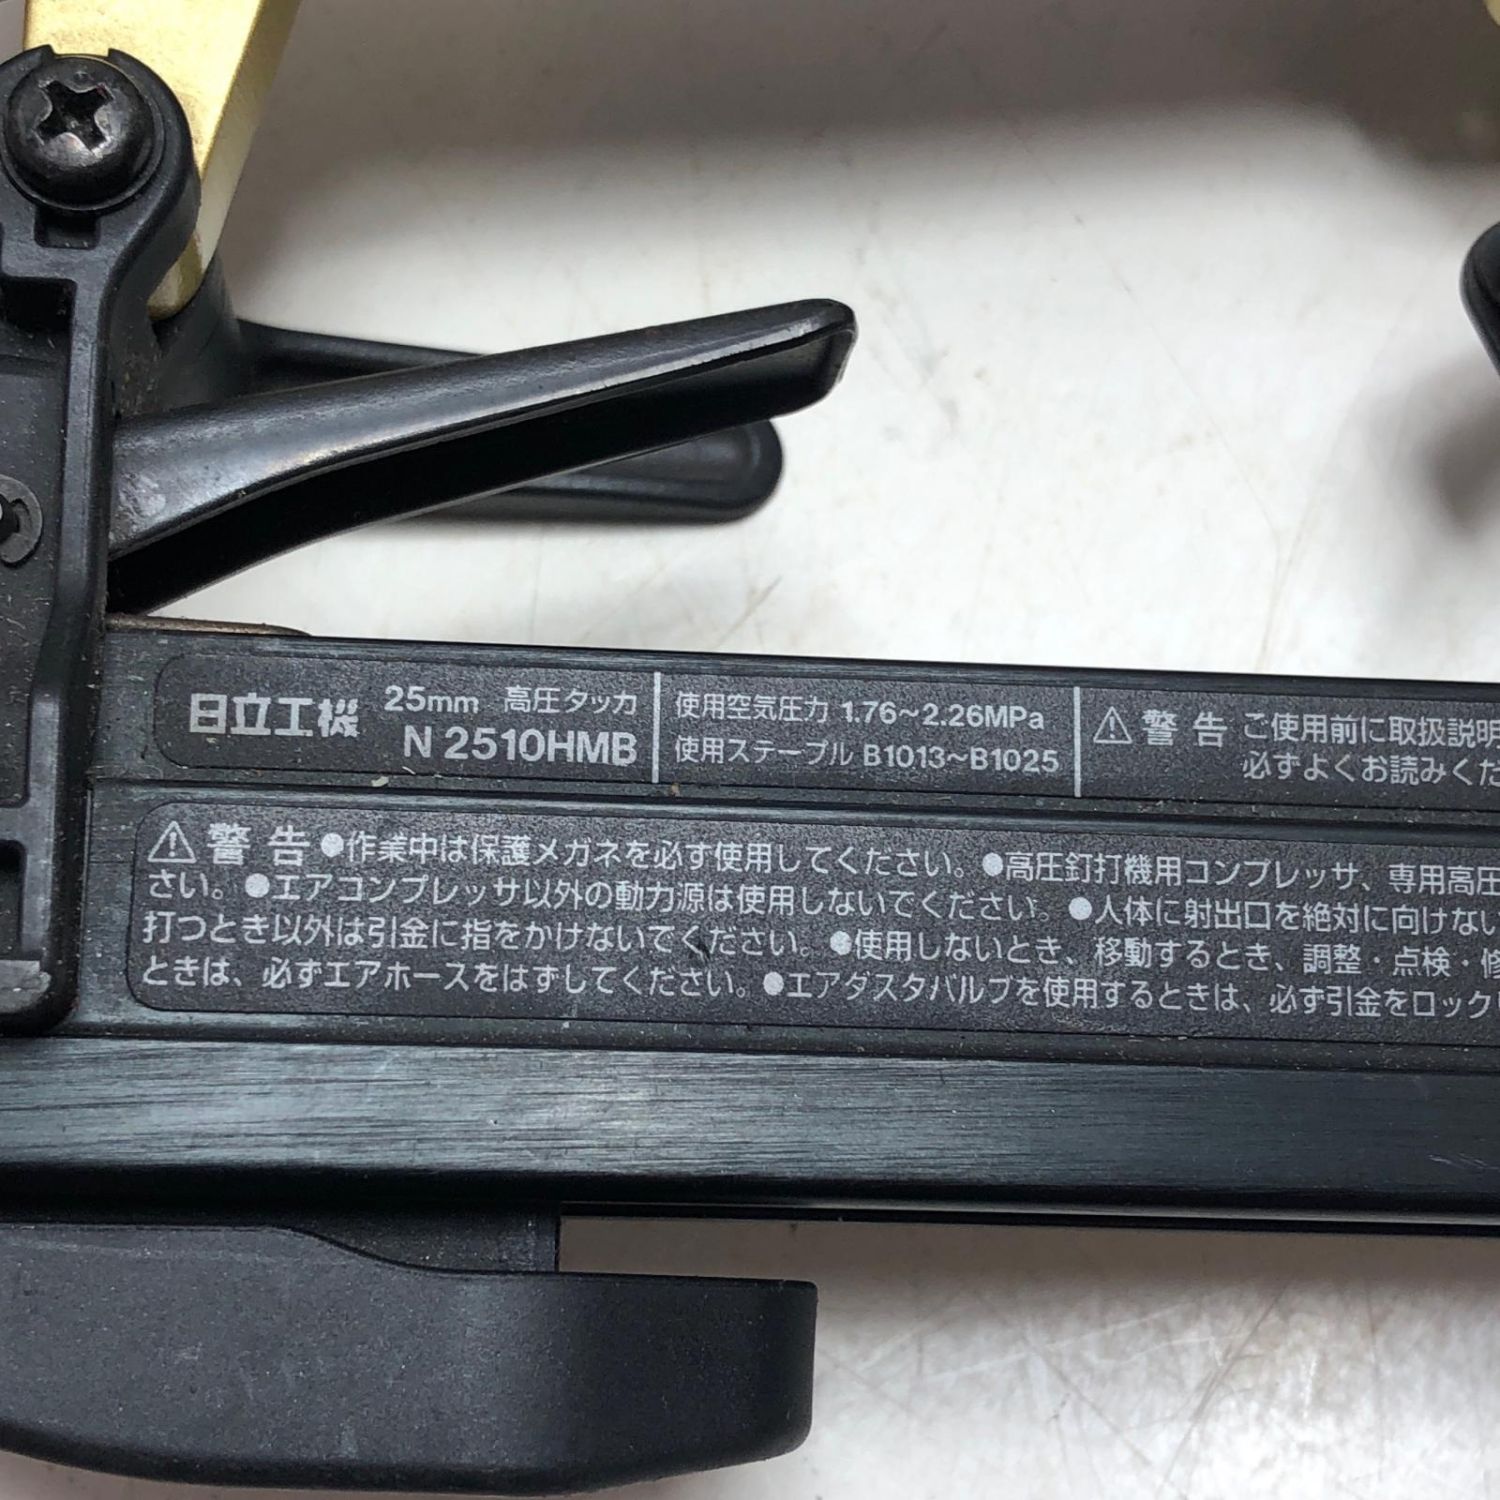 日立工機 25mm 高圧タッカ
N 2510HMB
使用空気圧力 1.76～2.26MPa
使用ステープル B1013～B1025
⚠ 警告 ご使用前に取扱説明
必ずよくお読みくだ
⚠ 警告 ●作業中は保護メガネを必ず使用してください。●高圧釘打機用コンプレッサ、専用高圧
さい。●エアコンプレッサ以外の動力源は使用しないでください。●人体に射出口を絶対に向けない
打つとき以外は引金に指をかけないでください。●使用しないとき、移動するとき、調整・点検・修
ときは、必ずエアホースをはずしてください。●エアダスタバルブを使用するときは、必ず引金をロック